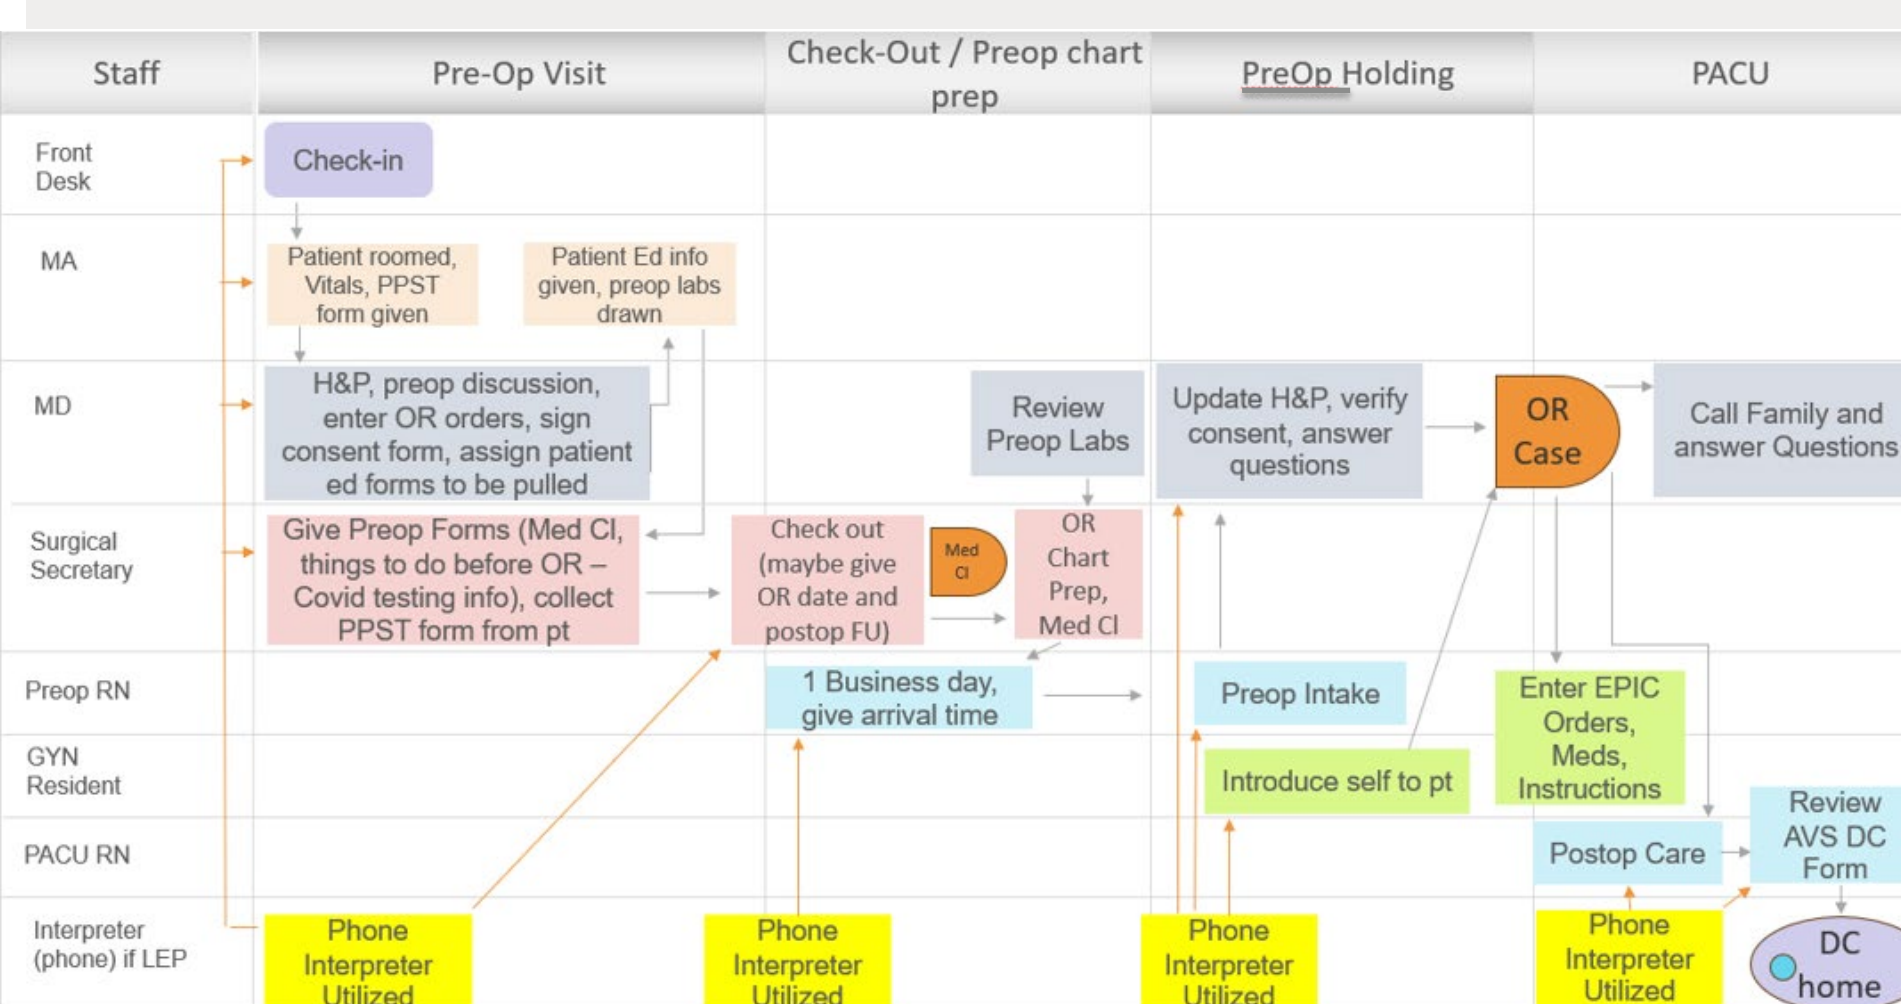 Staff
Pre-Op Visit
Check-Out / Preop chart
prep
PreOp Holding
PACU
Front
Desk
Check-in
MA
Patient roomed,
Vitals, PPST
form given
Patient Ed info
given, preop labs
drawn
MD
H&P, preop discussion,
enter OR orders, sign
consent form, assign patient
ed forms to be pulled
Review
Preop Labs
Update H&P, verify
consent, answer
questions
OR
Case
Call Family and
answer Questions
Surgical
Secretary
Give Preop Forms (Med Cl,
things to do before OR –
Covid testing info), collect
PPST form from pt
Check out
(maybe give
OR date and
postop FU)
Med
Cl
OR
Chart
Prep,
Med Cl
Preop RN
1 Business day,
give arrival time
Preop Intake
Enter EPIC
Orders,
Meds,
Instructions
GYN
Resident
Introduce self to pt
PACU RN
Postop Care
Review
AVS DC
Form
Interpreter
(phone) if LEP
Phone
Interpreter
Utilized
Phone
Interpreter
Utilized
Phone
Interpreter
Utilized
Phone
Interpreter
Utilized
DC
home